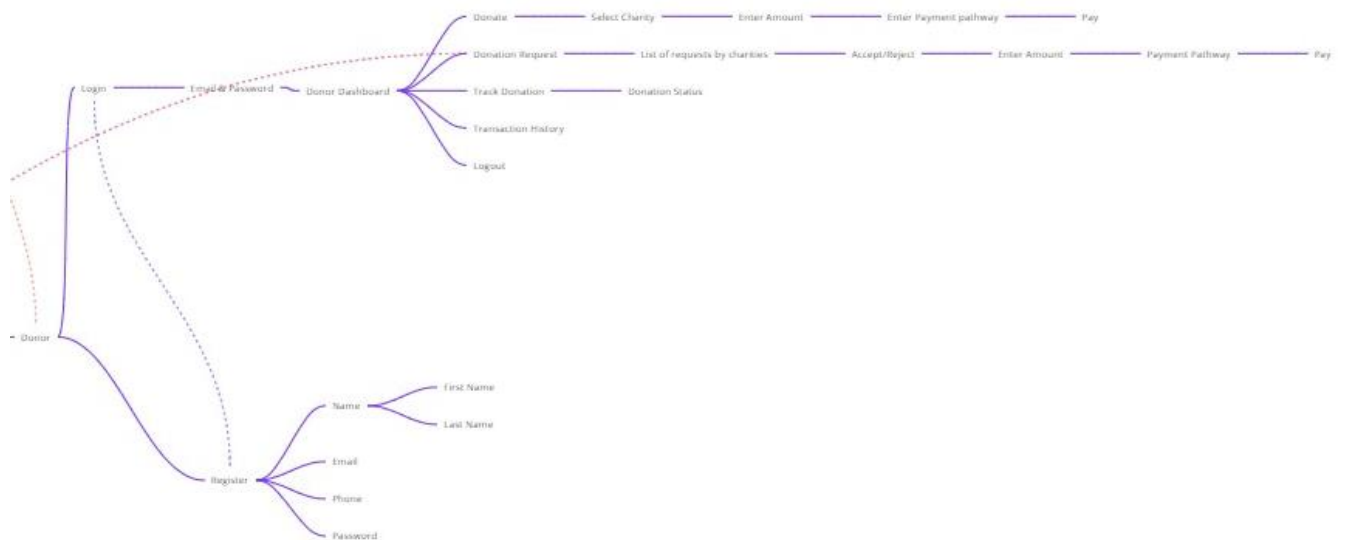 Donate Select Charity Enter Amount Enter Payment pathway Pay
Donation Request List of requests by charities Accept/Reject Enter Amount Payment Pathway Pay
Login Email & Password Donor Dashboard Track Donation Donation Status
Transaction History
Logout
Donor
First Name
Name
Last Name
Email
Register
Phone
Password